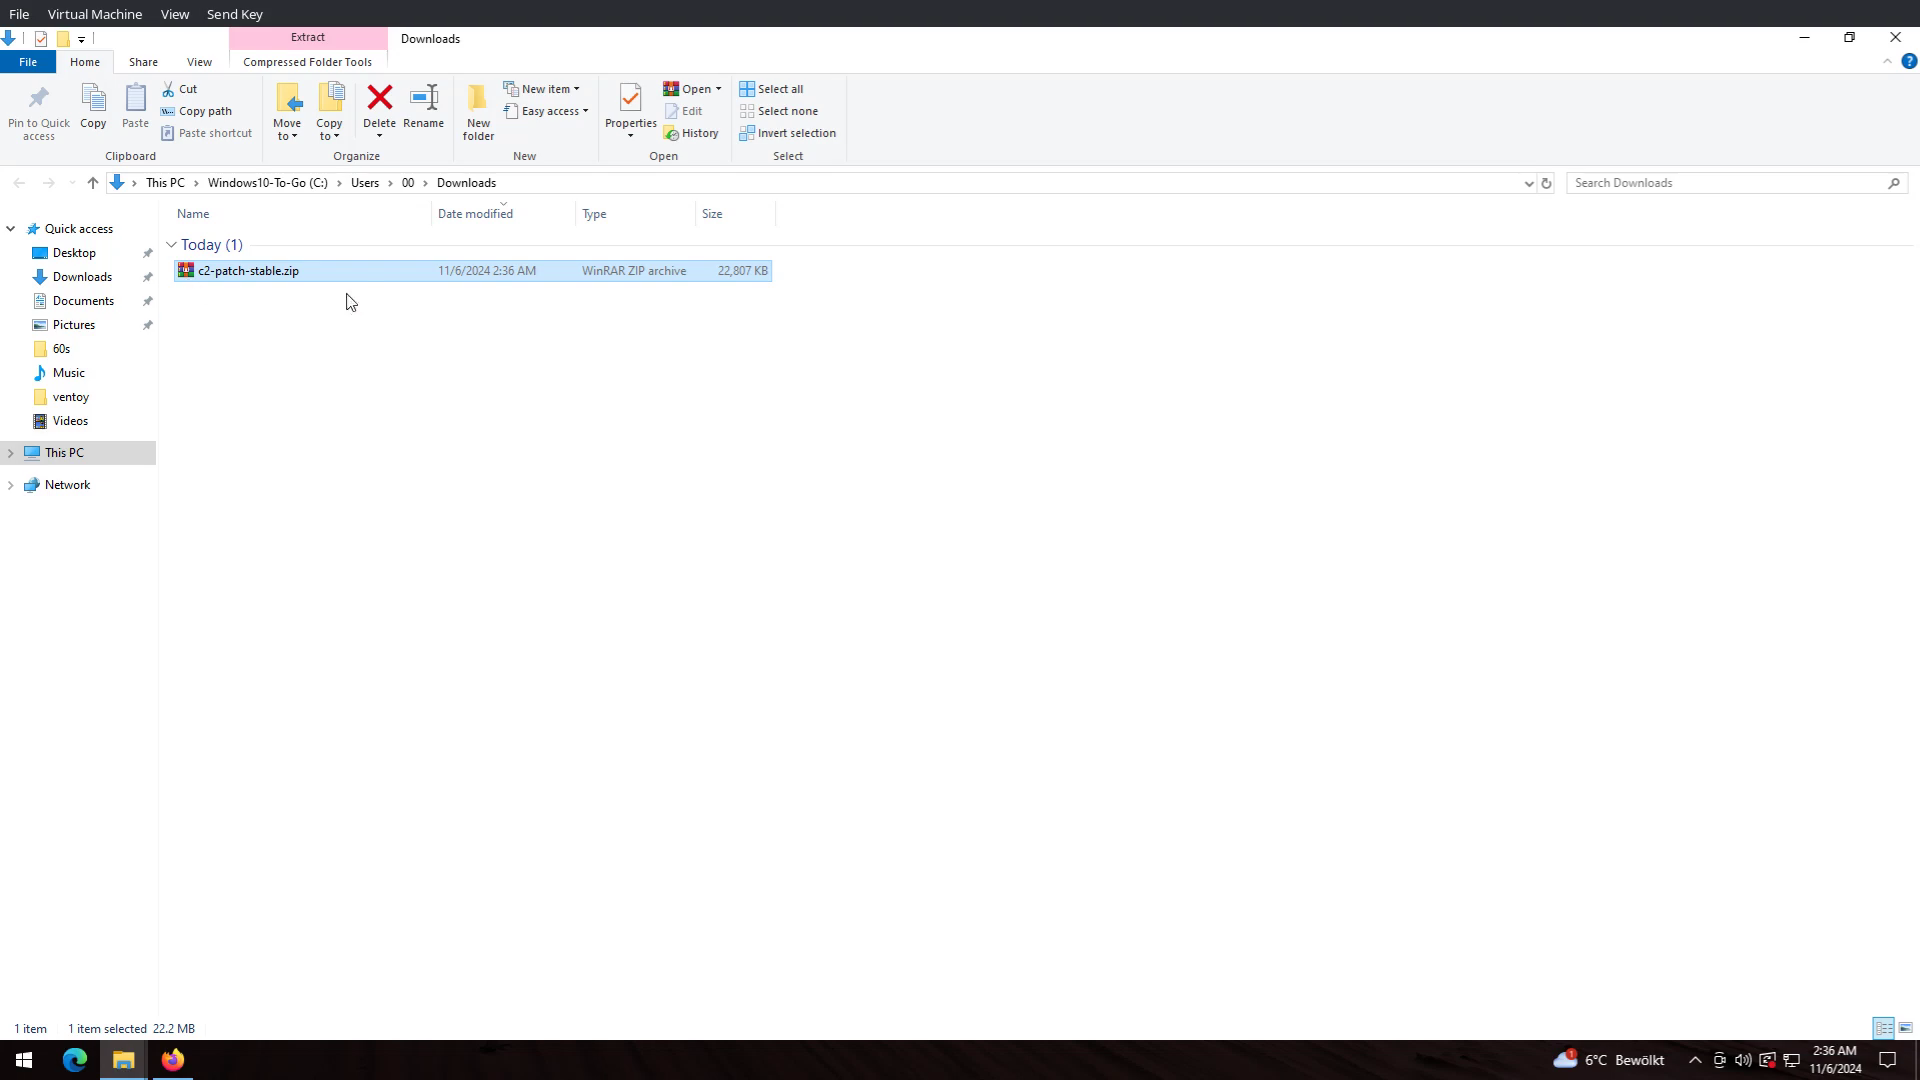 File Virtual Machine View Send Key
Extract Downloads
File Home Share View Compressed Folder Tools
Pin to Quick access
Copy
Paste
Cut
Copy path
Paste shortcut
Clipboard
Move to
Copy to
Delete
Rename
Organize
New folder
New item
Easy access
New
Properties
Open
Edit
History
Open
Select all
Select none
Invert selection
Select
This PC Windows10-To-Go (C:) Users 00 Downloads
Search Downloads
Name Date modified Type Size
Today (1)
c2-patch-stable.zip 11/6/2024 2:36 AM WinRAR ZIP archive 22,807 KB
Quick access
Desktop
Downloads
Documents
Pictures
60s
Music
ventoy
Videos
This PC
Network
1 item 1 item selected 22.2 MB
1 6°C Bewölkt
2:36 AM
11/6/2024